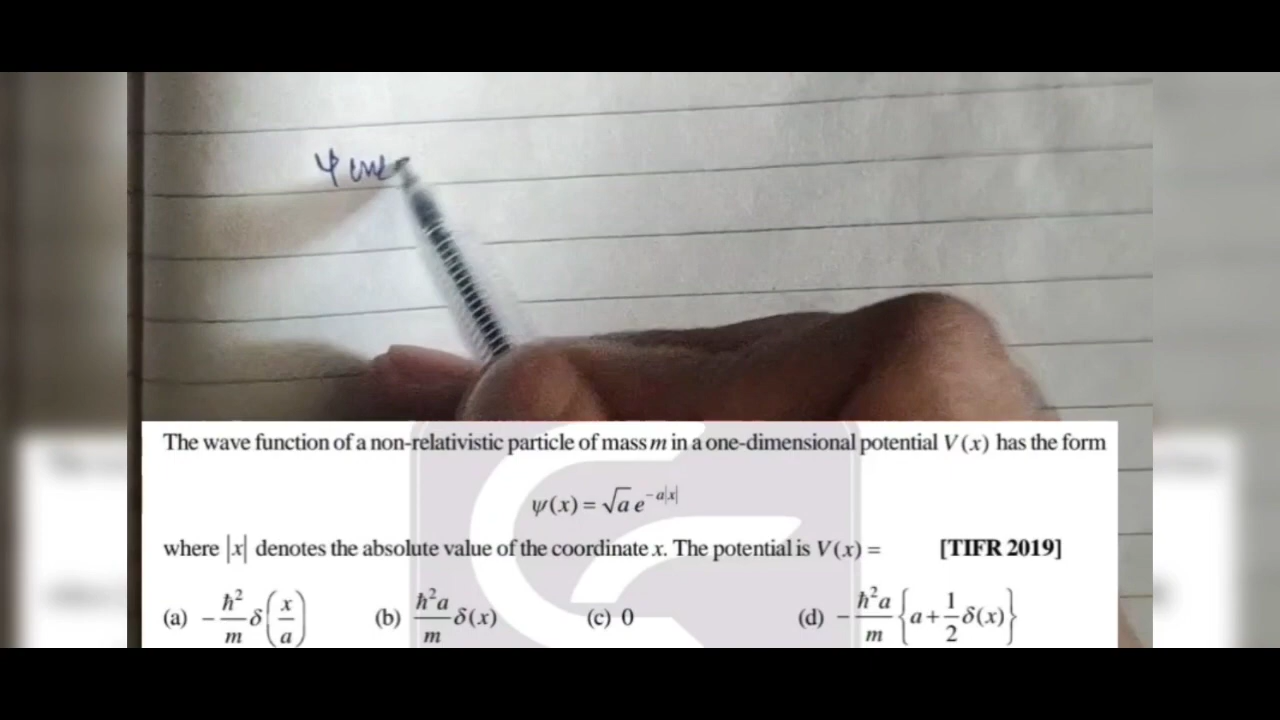 ψ
The wave function of a non-relativistic particle of mass m in a one-dimensional potential V(x) has the form
ψ(x) = √a e^{-a|x|}
where |x| denotes the absolute value of the coordinate x. The potential is V(x) = [TIFR 2019]
(a) -ħ²/m δ(x/a) (b) ħ²a/m δ(x) (c) 0 (d) -ħ²a/m {a + 1/2 δ(x)}